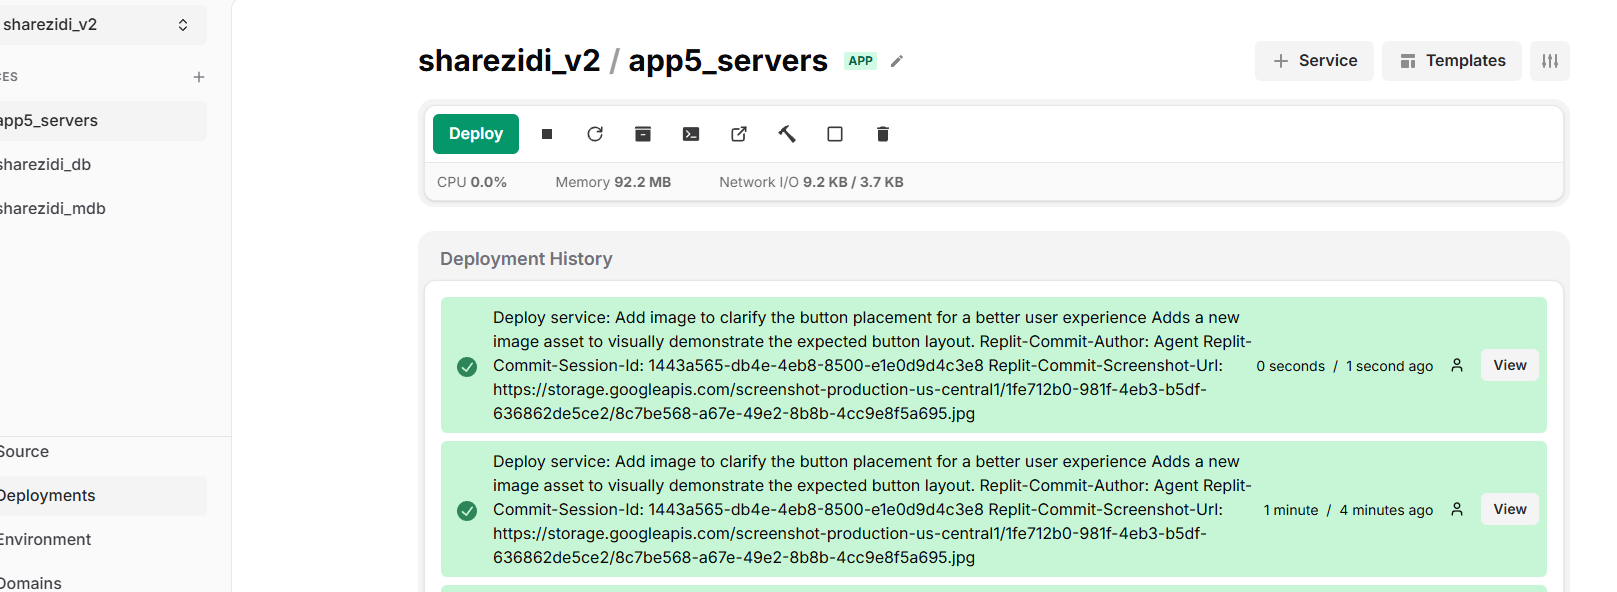 sharezidi_v2
sharezidi_v2 / app5_servers APP
Service
Templates
CES
app5_servers
sharezidi_db
sharezidi_mdb
Deploy
CPU 0.0%
Memory 92.2 MB
Network I/O 9.2 KB / 3.7 KB
Deployment History
Deploy service: Add image to clarify the button placement for a better user experience Adds a new
image asset to visually demonstrate the expected button layout. Replit-Commit-Author: Agent Replit-
Commit-Session-Id: 1443a565-db4e-4eb8-8500-e1e0d9d4c3e8 Replit-Commit-Screenshot-Url:
https://storage.googleapis.com/screenshot-production-us-central1/1fe712b0-981f-4eb3-b5df-
636862de5ce2/8c7be568-a67e-49e2-8b8b-4cc9e8f5a695.jpg
0 seconds / 1 second ago
View
Deploy service: Add image to clarify the button placement for a better user experience Adds a new
image asset to visually demonstrate the expected button layout. Replit-Commit-Author: Agent Replit-
Commit-Session-Id: 1443a565-db4e-4eb8-8500-e1e0d9d4c3e8 Replit-Commit-Screenshot-Url:
https://storage.googleapis.com/screenshot-production-us-central1/1fe712b0-981f-4eb3-b5df-
636862de5ce2/8c7be568-a67e-49e2-8b8b-4cc9e8f5a695.jpg
1 minute / 4 minutes ago
View
Source
Deployments
Environment
Domains